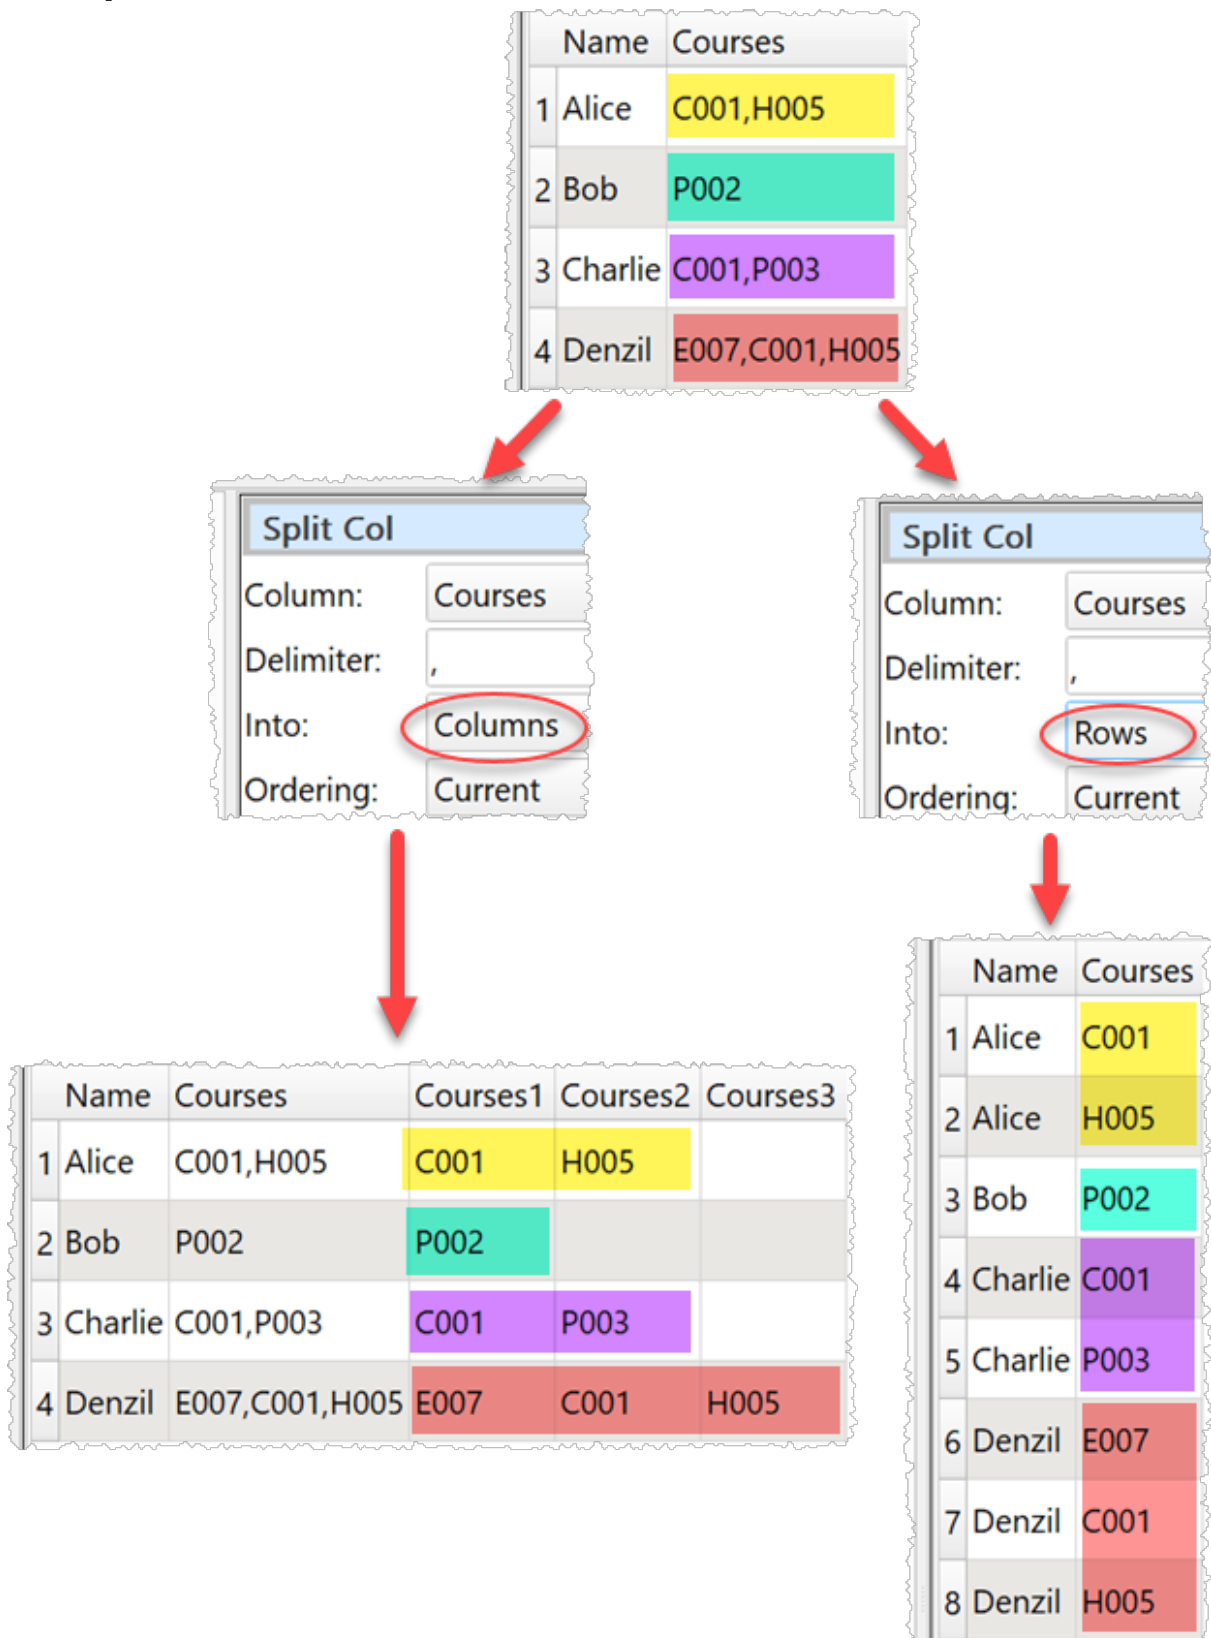 Name Courses
1 Alice C001,H005
2 Bob P002
3 Charlie C001,P003
4 Denzil E007,C001,H005
Split Col
Column: Courses
Delimiter: ,
Into: Columns
Ordering: Current
Split Col
Column: Courses
Delimiter: ,
Into: Rows
Ordering: Current
Name Courses Courses1 Courses2 Courses3
1 Alice C001,H005 C001 H005
2 Bob P002 P002
3 Charlie C001,P003 C001 P003
4 Denzil E007,C001,H005 E007 C001 H005
Name Courses
1 Alice C001
2 Alice H005
3 Bob P002
4 Charlie C001
5 Charlie P003
6 Denzil E007
7 Denzil C001
8 Denzil H005